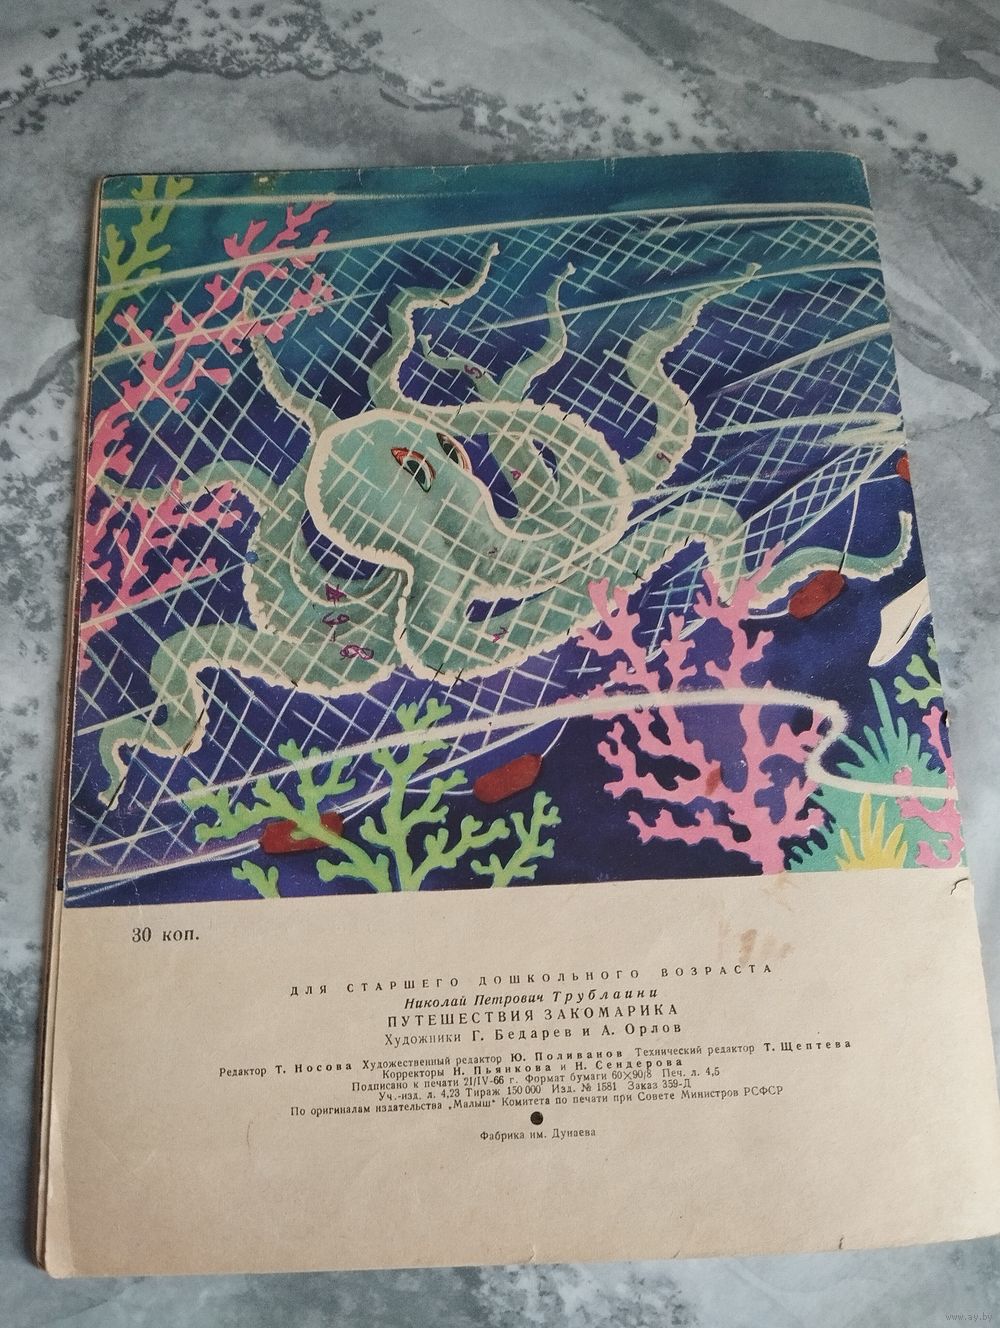 30 коп.
ДЛЯ СТАРШЕГО ДОШКОЛЬНОГО ВОЗРАСТА
Николай Петрович Трублаини
ПУТЕШЕСТВИЯ ЗАКОМАРИКА
Художники Г. Бедарев и А. Орлов
Редактор Т. Носова Художественный редактор Ю. Поливанов Технический редактор Т. Щептева
Корректоры Н. Пьянкова и Н. Сендерова
Подписано к печати 21/IV-66 г. Формат бумаги 60×90/8 Печ. л. 4,5
Уч.-изд. л. 4,23 Тираж 150 000 Изд. № 1581 Заказ 359-Д
По оригиналам издательства „Малыш" Комитета по печати при Совете Министров РСФСР
Фабрика им. Дунаева
www.ay.by